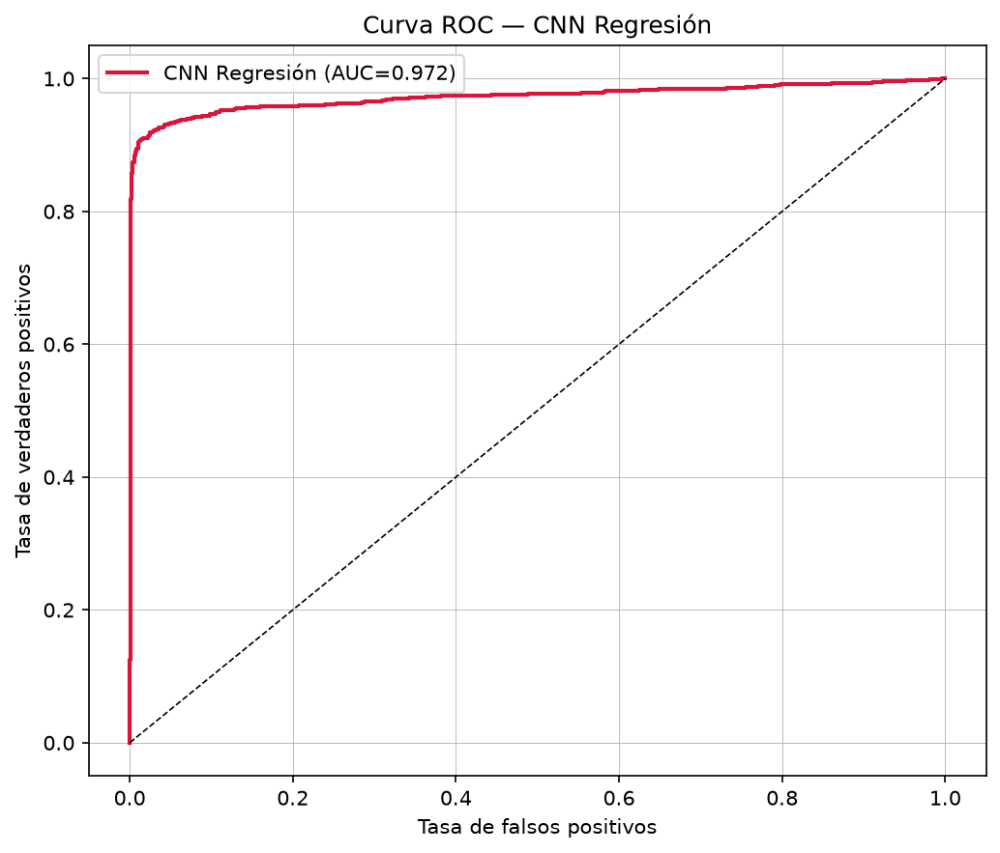 Curva ROC — CNN Regresión
CNN Regresión (AUC=0.972)
Tasa de verdaderos positivos
1.0
0.8
0.6
0.4
0.2
0.0
0.0 0.2 0.4 0.6 0.8 1.0
Tasa de falsos positivos